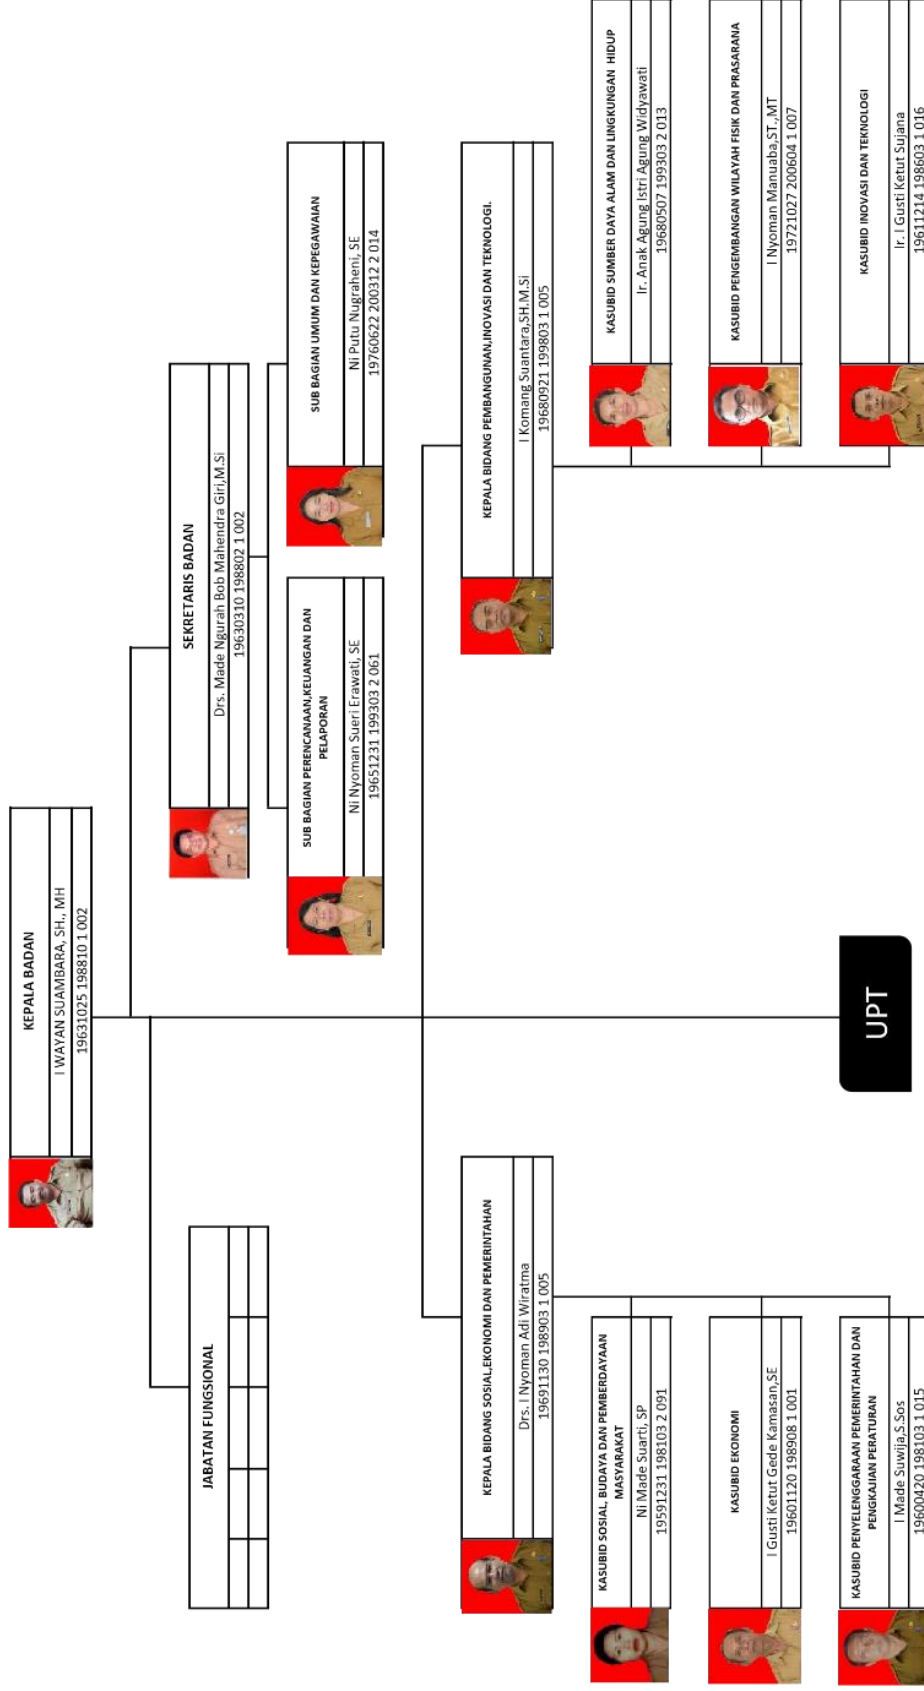 KEPALA BADAN
I WAYAN SUAMBARA, SH., MH
19631025 198810 1 002
JABATAN FUNGSIONAL
SEKRETARIS BADAN
Drs. Made Ngurah Bob Mahendra Giri,M.Si
19630310 198802 1 002
SUB BAGIAN PERENCANAAN,KEUANGAN DAN
PELAPORAN
Ni Nyoman Sueri Erawati, SE
19651231 199303 2 061
SUB BAGIAN UMUM DAN KEPEGAWAIAN
Ni Putu Nugraheni, SE
19760622 200312 2 014
KEPALA BIDANG SOSIAL,EKONOMI DAN PEMERINTAHAN
Drs. I Nyoman Adi Wiratma
19691130 198903 1 005
KEPALA BIDANG PEMBANGUNAN,INOVASI DAN TEKNOLOGI.
I Komang Suantara,SH.M.Si
19680921 199803 1 005
KASUBID SOSIAL, BUDAYA DAN PEMBERDAYAAN
MASYARAKAT
Ni Made Suarti, SP
19591231 198103 2 091
KASUBID SUMBER DAYA ALAM DAN LINGKUNGAN HIDUP
Ir. Anak Agung Istri Agung Widyawati
19680507 199303 2 013
KASUBID EKONOMI
I Gusti Ketut Gede Kamasan,SE
19601120 198908 1 001
KASUBID PENGEMBANGAN WILAYAH FISIK DAN PRASARANA
I Nyoman Manuaba,ST.,MT
19721027 200604 1 007
KASUBID PENYELENGGARAAN PEMERINTAHAN DAN
PENGKAJIAN PERATURAN
I Made Suwija,S.Sos
19600420 198103 1 015
UPT
KASUBID INOVASI DAN TEKNOLOGI
Ir. I Gusti Ketut Sujana
19611214 198603 1 016